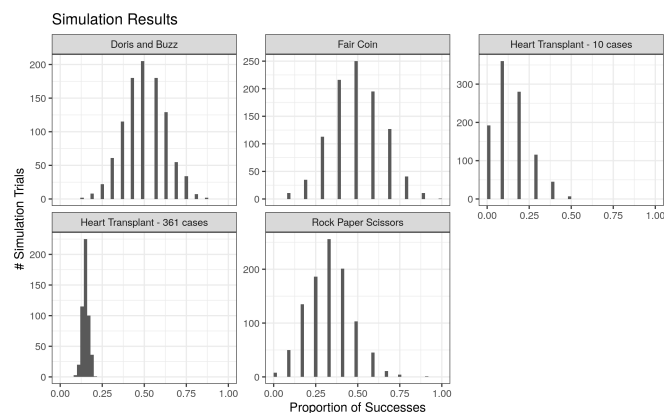 Simulation Results
Doris and Buzz
Fair Coin
Heart Transplant - 10 cases
200
150
100
50
0
250
200
150
100
50
0
300
200
100
0
0.00 0.25 0.50 0.75 1.00
# Simulation Trials
Heart Transplant - 361 cases
Rock Paper Scissors
200
150
100
50
0
200
100
0
0.00 0.25 0.50 0.75 1.00
0.00 0.25 0.50 0.75 1.00
Proportion of Successes